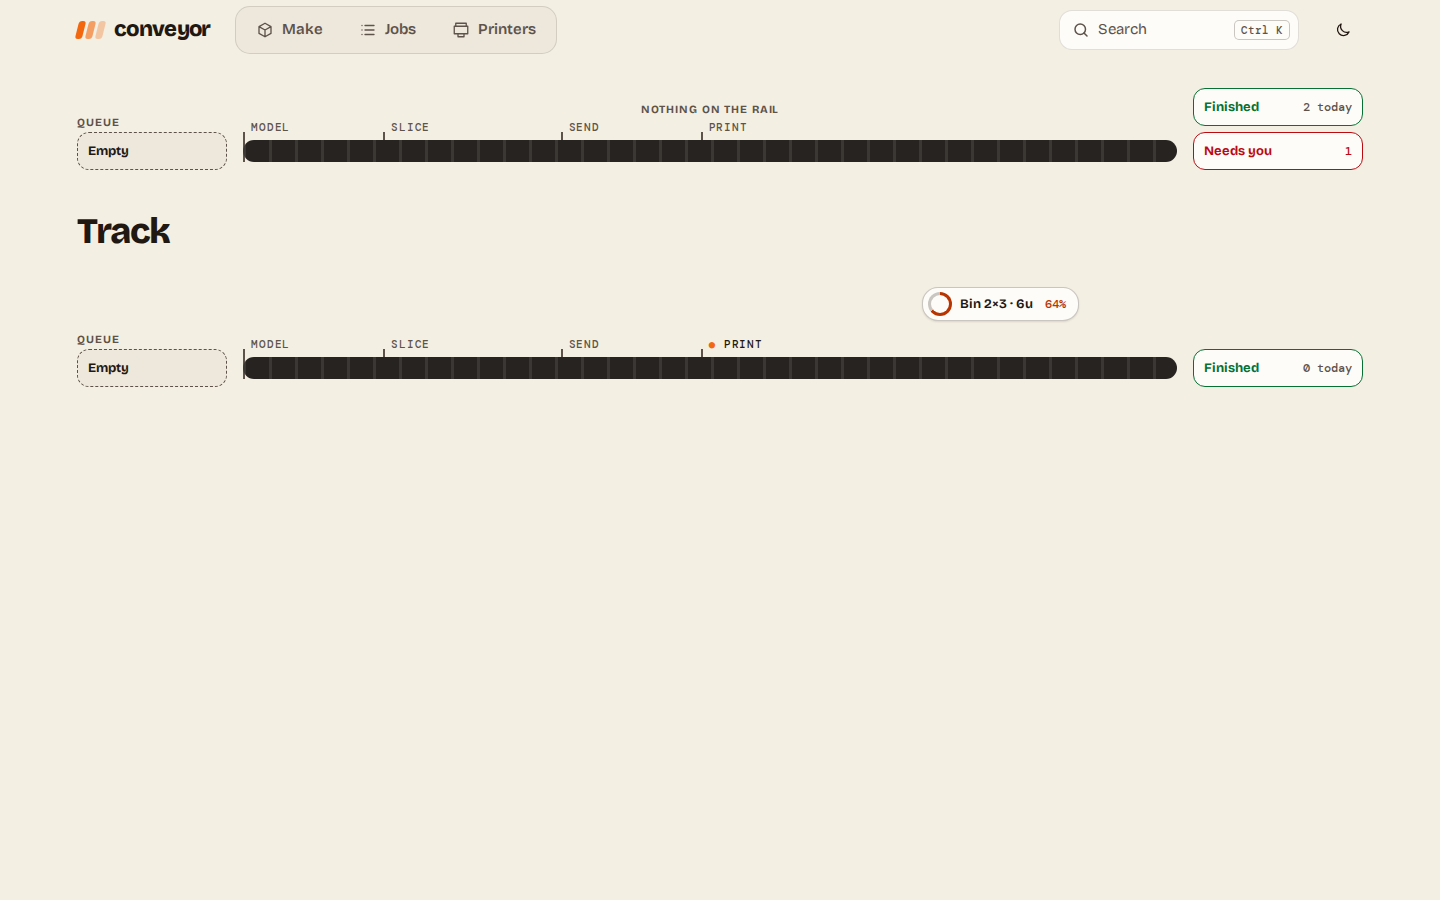 conveyor
Make
Jobs
Printers
Search
Ctrl K
NOTHING ON THE RAIL
QUEUE
Empty
MODEL
SLICE
SEND
PRINT
Finished 2 today
Needs you 1
Track
Bin 2×3 · 6u 64%
QUEUE
Empty
MODEL
SLICE
SEND
PRINT
Finished 0 today